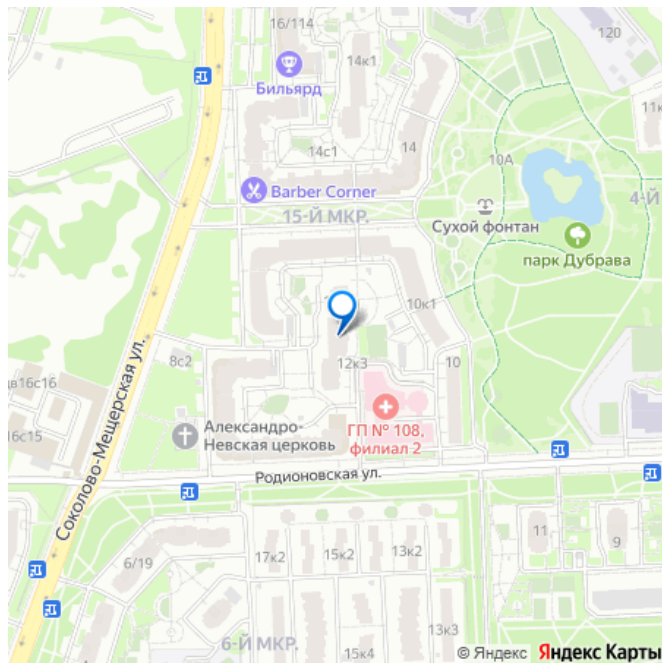 16/114
120
14к1
Бильярд
11к
14с1
14
10А
Barber Corner
4-Й
15-Й МКР.
Сухой фонтан
парк Дубрава
10к1
8с2
12к3
10
дв16с16
Соколово-Мещерская ул.
Александро-
Невская церковь
ГП № 108,
филиал 2
16с15
Родионовская ул.
11
9
6/19
17к2
15к2
13к2
13к3
6-Й МКР.
15к4
© Яндекс Яндекс Карты